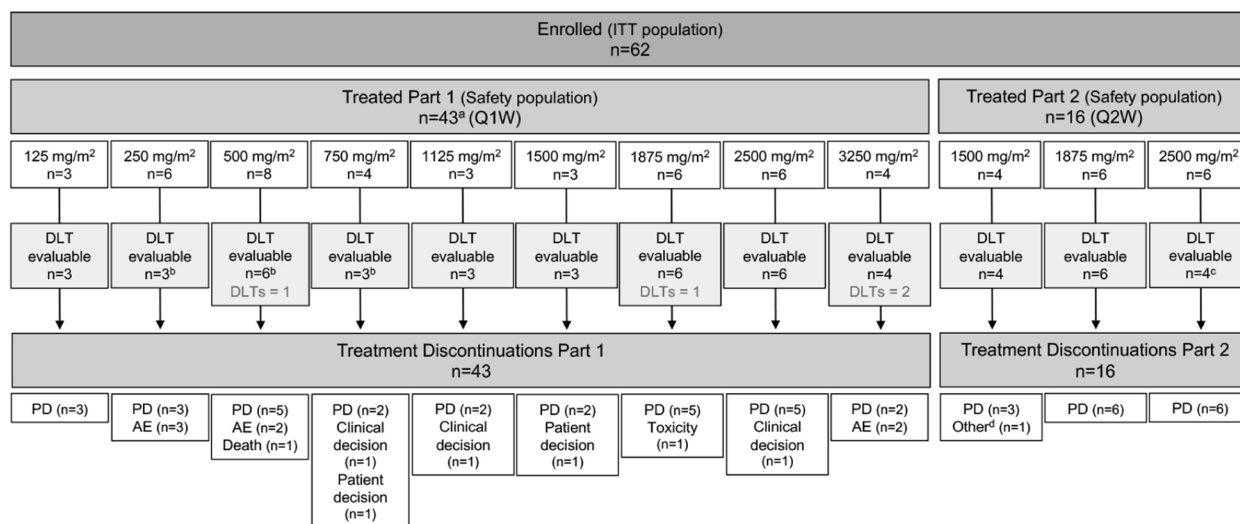 Enrolled (ITT population)
n=62
Treated Part 1 (Safety population)
n=43ᵃ (Q1W)
Treated Part 2 (Safety population)
n=16 (Q2W)
125 mg/m²
n=3
250 mg/m²
n=6
500 mg/m²
n=8
750 mg/m²
n=4
1125 mg/m²
n=3
1500 mg/m²
n=3
1875 mg/m²
n=6
2500 mg/m²
n=6
3250 mg/m²
n=4
1500 mg/m²
n=4
1875 mg/m²
n=6
2500 mg/m²
n=6
DLT
evaluable
n=3
DLT
evaluable
n=3ᵇ
DLT
evaluable
n=6ᵇ
DLTs = 1
DLT
evaluable
n=3ᵇ
DLT
evaluable
n=3
DLT
evaluable
n=3
DLT
evaluable
n=6
DLTs = 1
DLT
evaluable
n=6
DLT
evaluable
n=4
DLTs = 2
DLT
evaluable
n=4
DLT
evaluable
n=6
DLT
evaluable
n=4ᶜ
Treatment Discontinuations Part 1
n=43
Treatment Discontinuations Part 2
n=16
PD (n=3)
PD (n=3)
AE (n=3)
PD (n=5)
AE (n=2)
Death (n=1)
PD (n=2)
Clinical
decision
(n=1)
Patient
decision
(n=1)
PD (n=2)
Clinical
decision
(n=1)
PD (n=2)
Patient
decision
(n=1)
PD (n=5)
Toxicity
(n=1)
PD (n=5)
Clinical
decision
(n=1)
PD (n=2)
AE (n=2)
PD (n=3)
Otherᵈ (n=1)
PD (n=6)
PD (n=6)